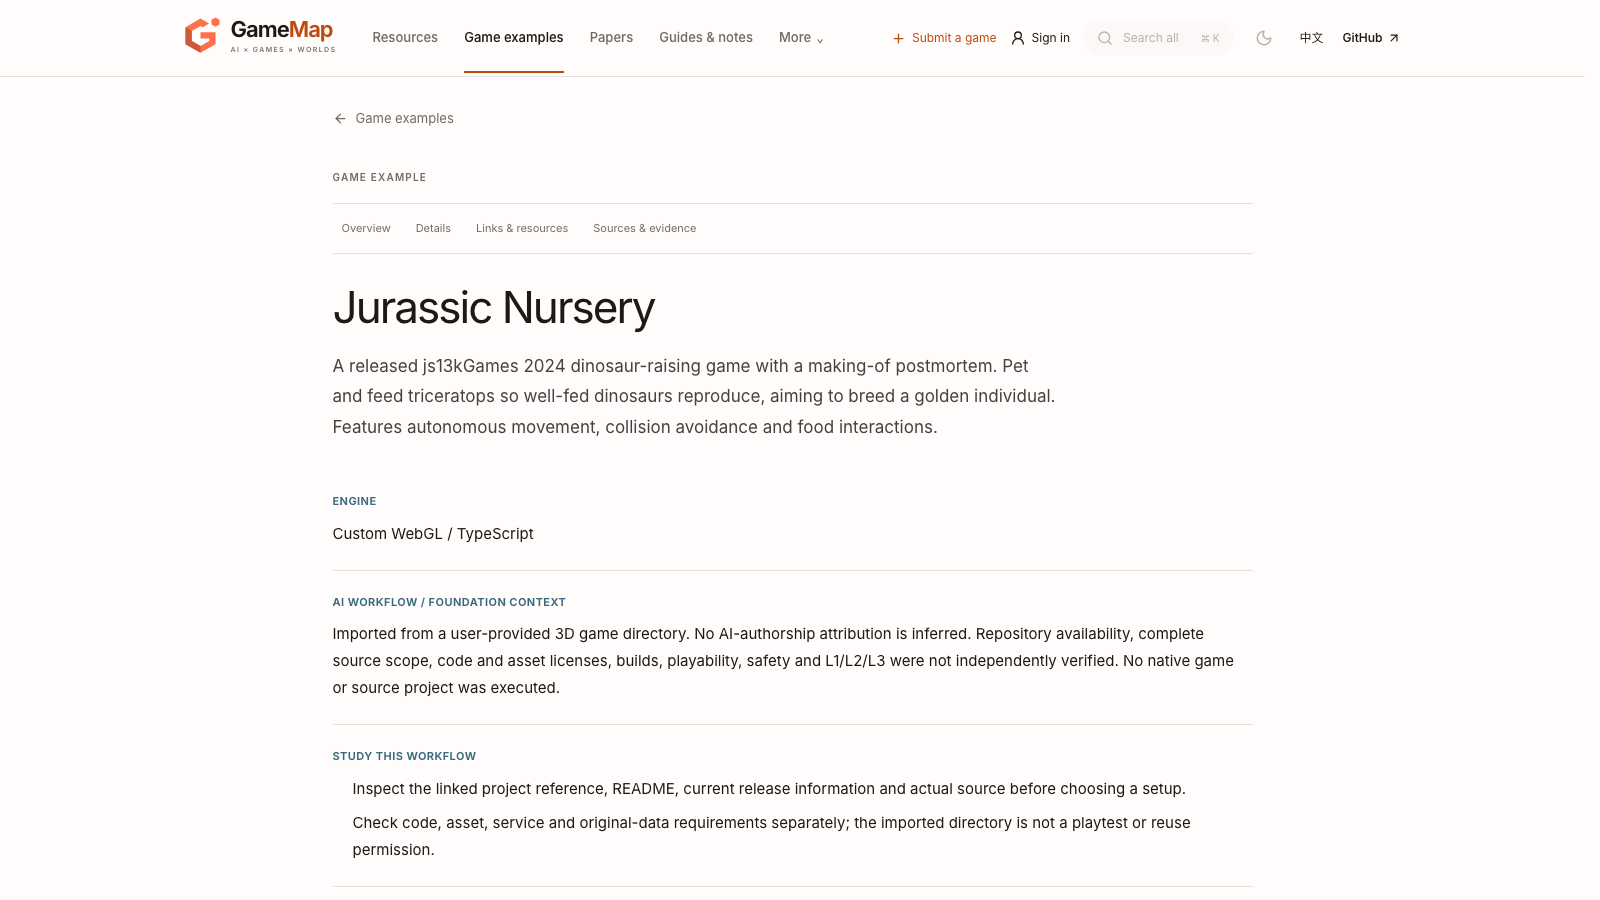 GameMap
AI × GAMES × WORLDS
Resources
Game examples
Papers
Guides & notes
More
Submit a game
Sign in
Search all
⌘ K
中文
GitHub
Game examples
GAME EXAMPLE
Overview
Details
Links & resources
Sources & evidence
Jurassic Nursery
A released js13kGames 2024 dinosaur-raising game with a making-of postmortem. Pet
and feed triceratops so well-fed dinosaurs reproduce, aiming to breed a golden individual.
Features autonomous movement, collision avoidance and food interactions.
ENGINE
Custom WebGL / TypeScript
AI WORKFLOW / FOUNDATION CONTEXT
Imported from a user-provided 3D game directory. No AI-authorship attribution is inferred. Repository availability, complete
source scope, code and asset licenses, builds, playability, safety and L1/L2/L3 were not independently verified. No native game
or source project was executed.
STUDY THIS WORKFLOW
Inspect the linked project reference, README, current release information and actual source before choosing a setup.
Check code, asset, service and original-data requirements separately; the imported directory is not a playtest or reuse
permission.